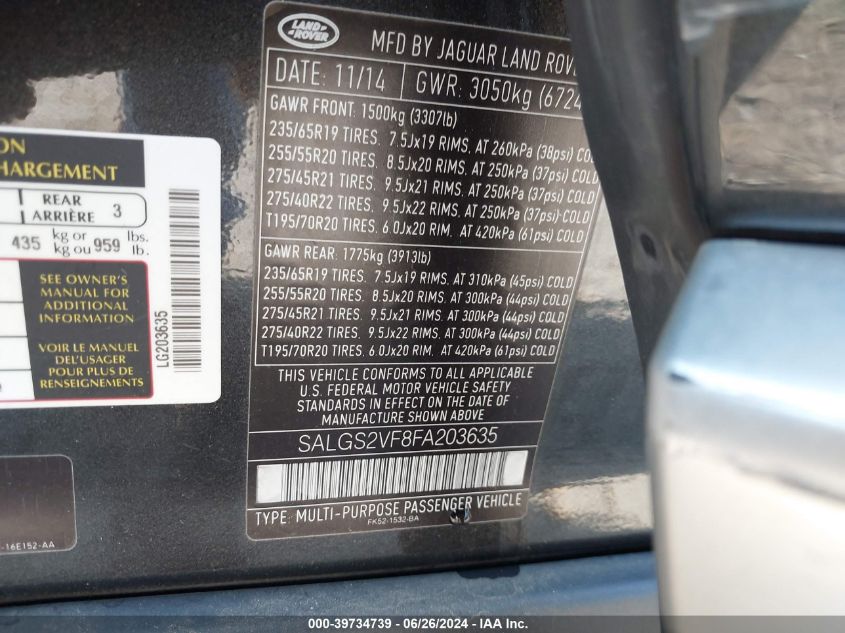 ON
HARGEMENT
REAR
ARRIÈRE 3
435 kg or
kg ou 959 lbs.
lb.
SEE OWNER'S
MANUAL FOR
ADDITIONAL
INFORMATION
VOIR LE MANUEL
DEL'USAGER
POUR PLUS DE
RENSEIGNEMENTS
LG203635
-16E152-AA
LAND
ROVER
MFD BY JAGUAR LAND ROVE
DATE: 11/14 GWR: 3050kg (6724
GAWR FRONT: 1500kg (3307lb)
235/65R19 TIRES. 7.5Jx19 RIMS. AT 260kPa (38psi) COL
255/55R20 TIRES. 8.5Jx20 RIMS. AT 250kPa (37psi) COL
275/45R21 TIRES. 9.5Jx21 RIMS. AT 250kPa (37psi) COLD
275/40R22 TIRES. 9.5Jx22 RIMS. AT 250kPa (37psi) COLD
T195/70R20 TIRES. 6.0Jx20 RIM. AT 420kPa (61psi) COLD
GAWR REAR: 1775kg (3913lb)
235/65R19 TIRES. 7.5Jx19 RIMS. AT 310kPa (45psi) COLD
255/55R20 TIRES. 8.5Jx20 RIMS. AT 300kPa (44psi) COLD
275/45R21 TIRES. 9.5Jx21 RIMS. AT 300kPa (44psi) COLD
275/40R22 TIRES. 9.5Jx22 RIMS. AT 300kPa (44psi) COLD
T195/70R20 TIRES. 6.0Jx20 RIM. AT 420kPa (61psi) COLD
THIS VEHICLE CONFORMS TO ALL APPLICABLE
U.S. FEDERAL MOTOR VEHICLE SAFETY
STANDARDS IN EFFECT ON THE DATE OF
MANUFACTURE SHOWN ABOVE
SALGS2VF8FA203635
TYPE: MULTI-PURPOSE PASSENGER VEHICLE
FK52-1532-BA
000-39734739 - 06/26/2024 - IAA Inc.